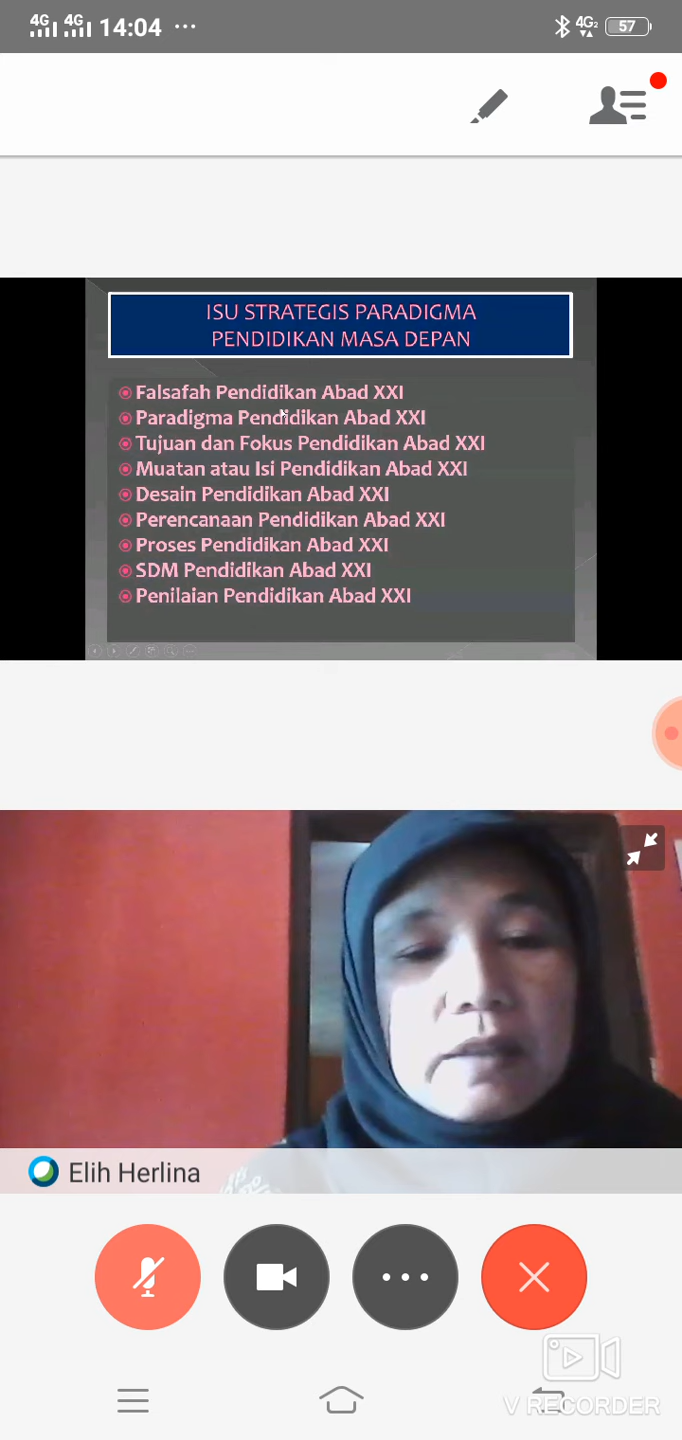 4G 4G 14:04 ...
4G2 57
ISU STRATEGIS PARADIGMA
PENDIDIKAN MASA DEPAN
Falsafah Pendidikan Abad XXI
Paradigma Pendidikan Abad XXI
Tujuan dan Fokus Pendidikan Abad XXI
Muatan atau Isi Pendidikan Abad XXI
Desain Pendidikan Abad XXI
Perencanaan Pendidikan Abad XXI
Proses Pendidikan Abad XXI
SDM Pendidikan Abad XXI
Penilaian Pendidikan Abad XXI
Elih Herlina
V RECORDER